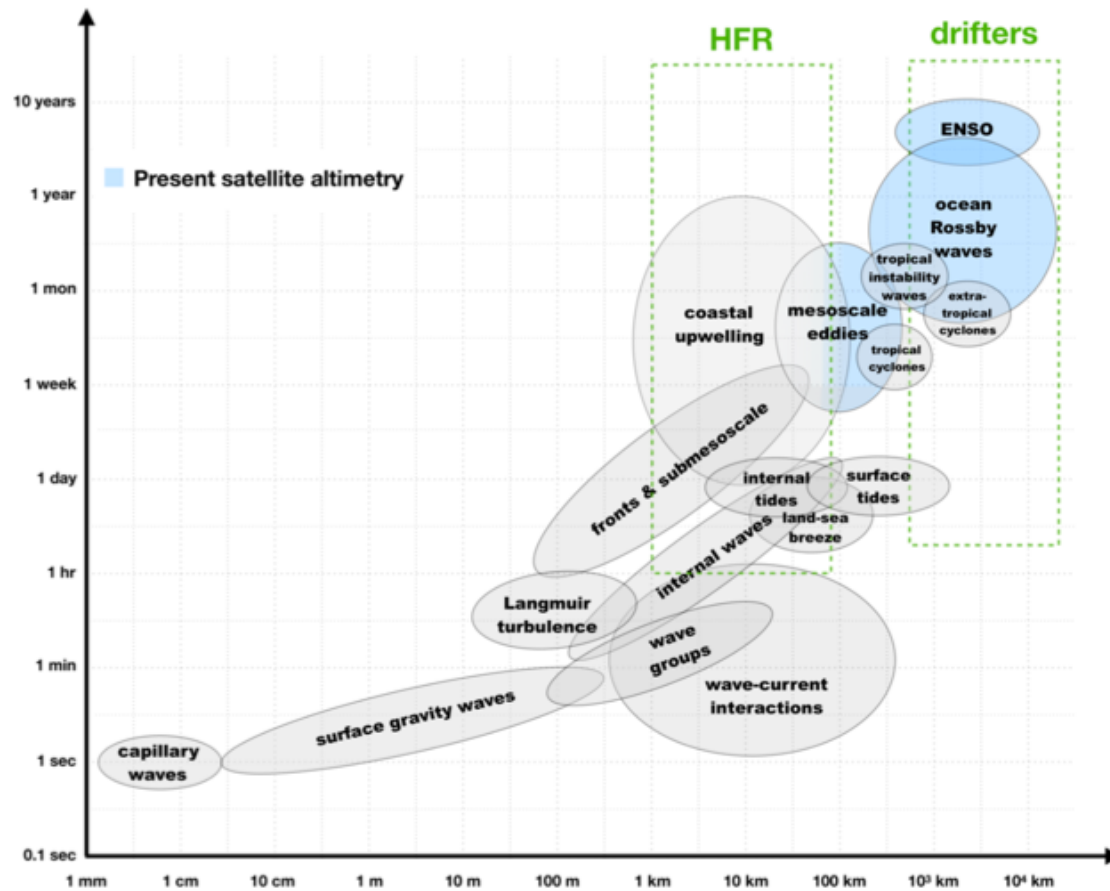 HFR
drifters
10 years
1 year
1 mon
1 week
1 day
1 hr
1 min
1 sec
0.1 sec
Present satellite altimetry
ENSO
ocean
Rossby
waves
tropical
instability
waves
extra-
tropical
cyclones
coastal
upwelling
mesoscale
eddies
tropical
cyclones
fronts & submesoscale
internal
tides
surface
tides
land-sea
breeze
internal waves
Langmuir
turbulence
wave
groups
wave-current
interactions
surface gravity waves
capillary
waves
1 mm
1 cm
10 cm
1 m
10 m
100 m
1 km
10 km
100 km
10³ km
10⁴ km